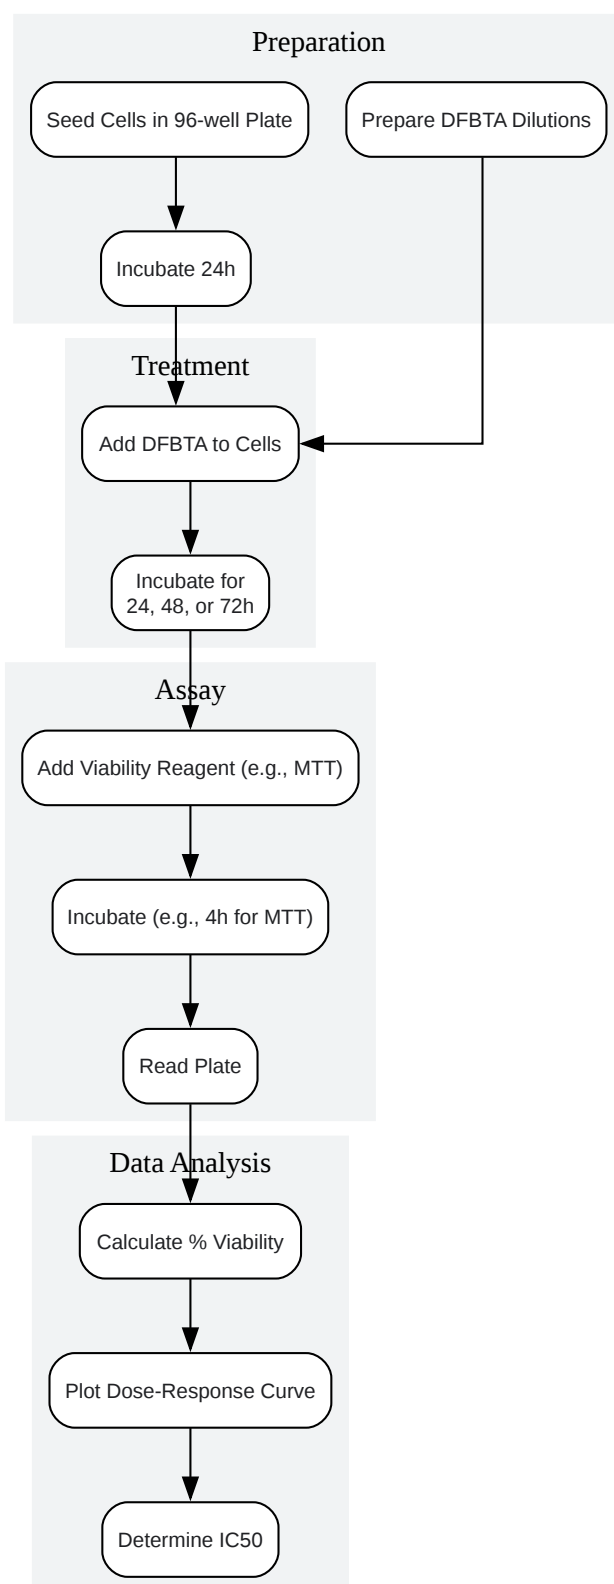 Preparation
Seed Cells in 96-well Plate
Prepare DFBTA Dilutions
Incubate 24h
Treatment
Add DFBTA to Cells
Incubate for
24, 48, or 72h
Assay
Add Viability Reagent (e.g., MTT)
Incubate (e.g., 4h for MTT)
Read Plate
Data Analysis
Calculate % Viability
Plot Dose-Response Curve
Determine IC50